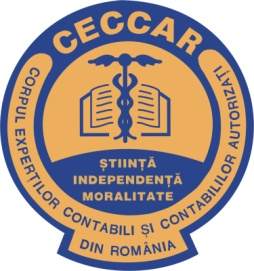 CECCAR
CORPUL EXPERȚILOR CONTABILI ȘI CONTABILILOR AUTORIZAȚI
DIN ROMÂNIA
ȘTIINȚĂ
INDEPENDENȚĂ
MORALITATE